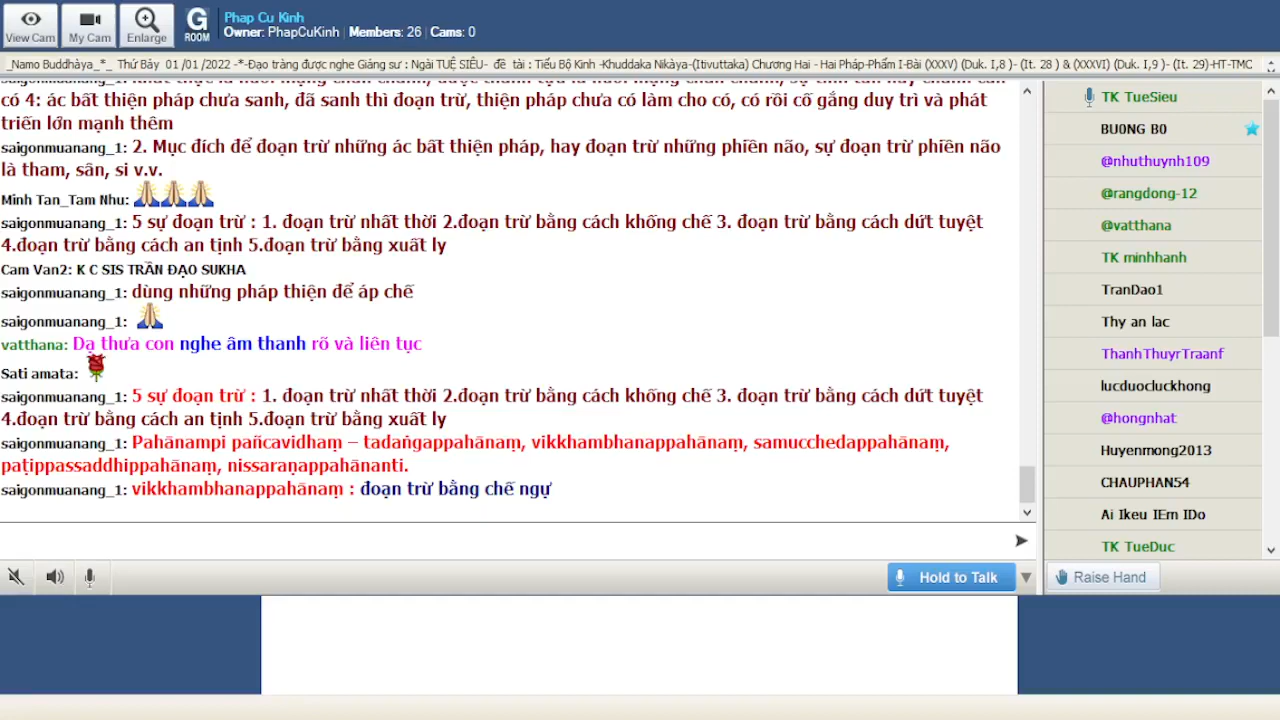 View Cam
My Cam
Enlarge
G
ROOM
Phap Cu Kinh
Owner: PhapCuKinh | Members: 26 | Cams: 0
_Namo Buddhàya_*_ Thứ Bảy 01 /01 /2022 -*-Đạo tràng được nghe Giảng sư : Ngài TUỆ SIÊU- đề tài : Tiểu Bộ Kinh -Khuddaka Nikàya-(Itivuttaka) Chương Hai - Hai Pháp-Phẩm I-Bài (XXXV) (Duk. I,8 )- (It. 28 ) & (XXXVI) (Duk. I,9 )- (It. 29)-HT-TMC
có 4: ác bất thiện pháp chưa sanh, đã sanh thì đoạn trừ, thiện pháp chưa có làm cho có, có rồi cố gắng duy trì và phát
triển lớn mạnh thêm
saigonmuanang_1: 2. Mục đích để đoạn trừ những ác bất thiện pháp, hay đoạn trừ những phiền não, sự đoạn trừ phiền não
là tham, sân, si v.v.
Minh Tan_Tam Nhu:
saigonmuanang_1: 5 sự đoạn trừ : 1. đoạn trừ nhất thời 2.đoạn trừ bằng cách khống chế 3. đoạn trừ bằng cách dứt tuyệt
4.đoạn trừ bằng cách an tịnh 5.đoạn trừ bằng xuất ly
Cam Van2: K C SIS TRẦN ĐẠO SUKHA
saigonmuanang_1: dùng những pháp thiện để áp chế
saigonmuanang_1:
vatthana: Dạ thưa con nghe âm thanh rõ và liên tục
Sati amata:
saigonmuanang_1: 5 sự đoạn trừ : 1. đoạn trừ nhất thời 2.đoạn trừ bằng cách khống chế 3. đoạn trừ bằng cách dứt tuyệt
4.đoạn trừ bằng cách an tịnh 5.đoạn trừ bằng xuất ly
saigonmuanang_1: Pahānampi pañcavidhaṃ – tadaṅgappahānaṃ, vikkhambhanappahānaṃ, samucchedappahānaṃ,
paṭippassaddhippahānaṃ, nissaraṇappahānanti.
saigonmuanang_1: vikkhambhanappahānaṃ : đoạn trừ bằng chế ngự
Hold to Talk
TK TueSieu
BU0NG B0
@nhuthuynh109
@rangdong-12
@vatthana
TK minhhanh
TranDao1
Thy an lac
ThanhThuyrTraanf
lucduocluckhong
@hongnhat
Huyenmong2013
CHAUPHAN54
Ai Ikeu IEm IDo
TK TueDuc
Raise Hand